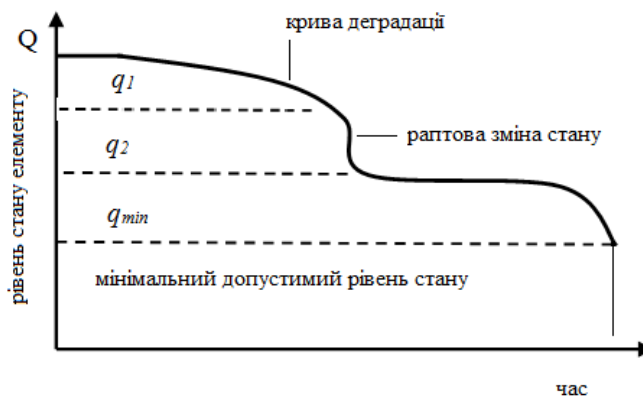 крива деградації
Q
q1
раптова зміна стану
q2
qmin
рівень стану елементу
мінімальний допустимий рівень стану
час